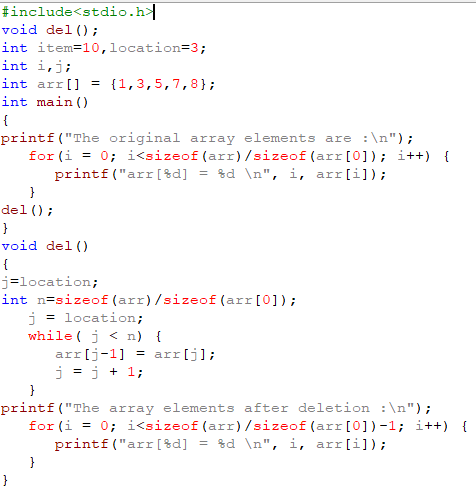 #include<stdio.h>
void del();
int item=10,location=3;
int i,j;
int arr[] = {1,3,5,7,8};
int main()
{
printf("The original array elements are :\n");
for(i = 0; i<sizeof(arr)/sizeof(arr[0]); i++) {
printf("arr[%d] = %d \n", i, arr[i]);
}
del();
}
void del()
{
j=location;
int n=sizeof(arr)/sizeof(arr[0]);
j = location;
while( j < n) {
arr[j-1] = arr[j];
j = j + 1;
}
printf("The array elements after deletion :\n");
for(i = 0; i<sizeof(arr)/sizeof(arr[0])-1; i++) {
printf("arr[%d] = %d \n", i, arr[i]);
}
}